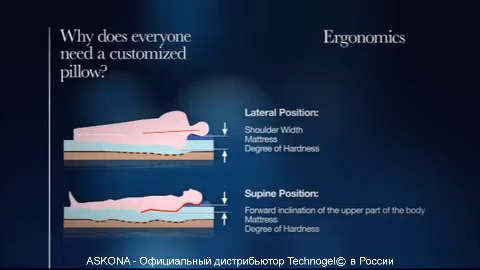 Why does everyone
need a customized
pillow?
Ergonomics
Lateral Position:
Shoulder Width
Mattress
Degree of Hardness
Supine Position:
Forward inclination of the upper part of the body
Mattress
Degree of Hardness
ASKONA - Официальный дистрибьютор Technogel© в России